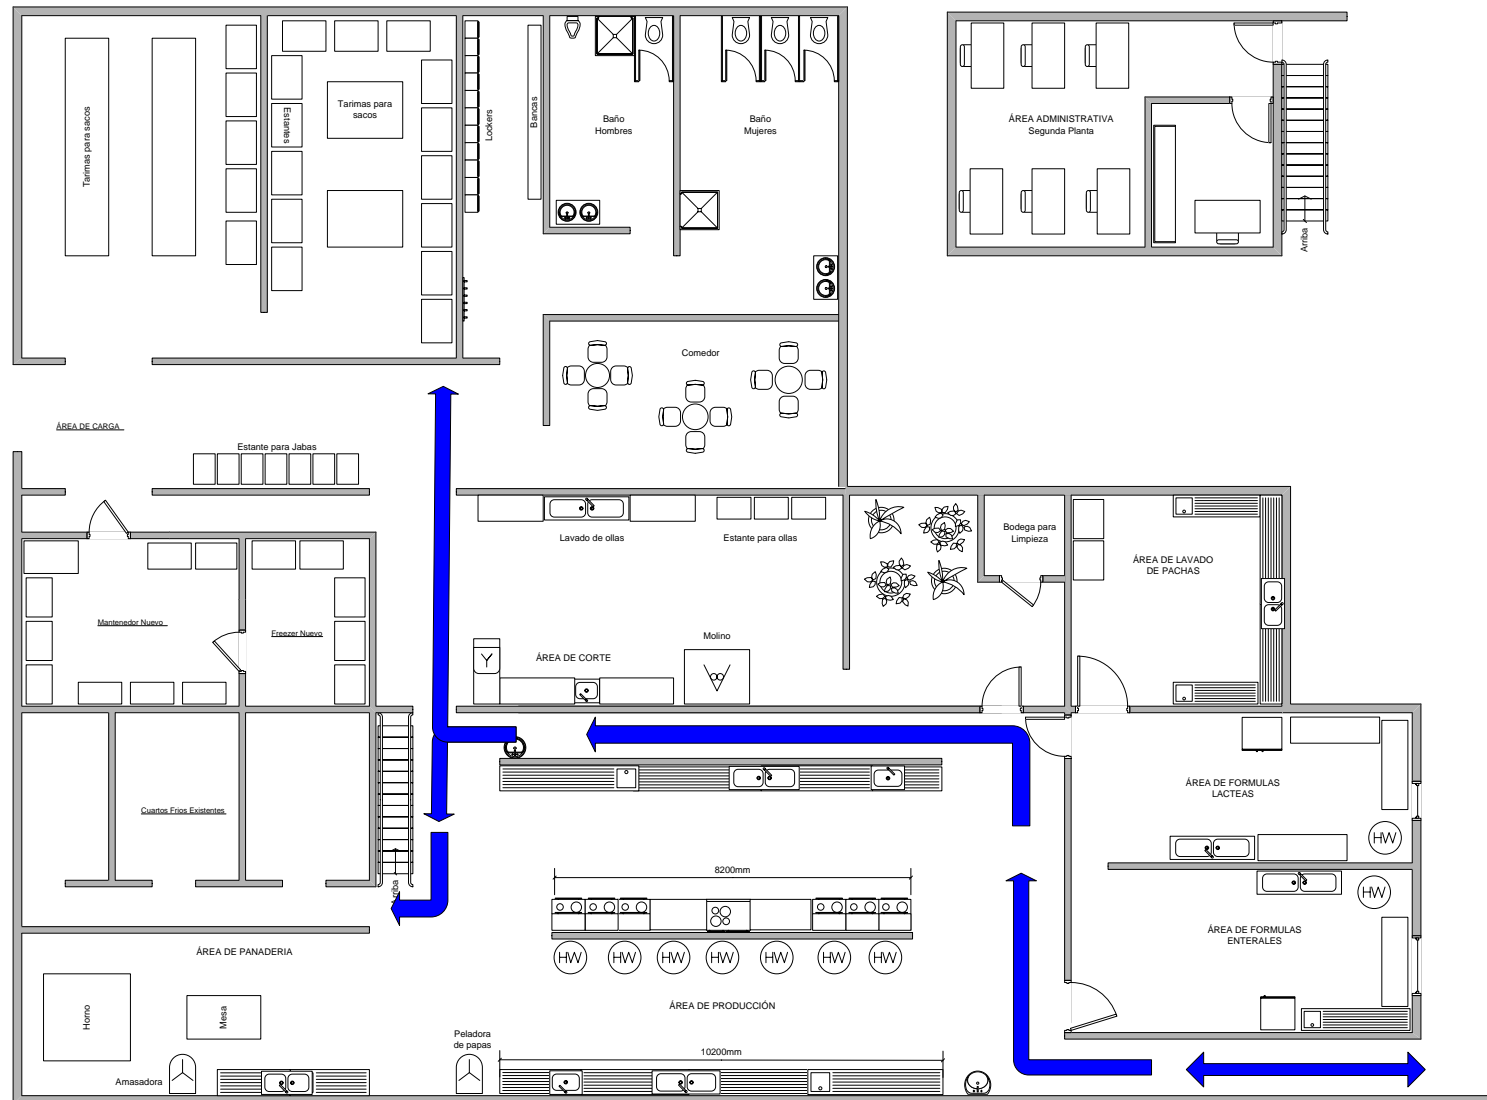 Tarimas para sacos
Estantes
Tarimas para
sacos
Lockers
Bancas
Baño
Hombres
Baño
Mujeres
ÁREA ADMINISTRATIVA
Segunda Planta
Arriba
Comedor
ÁREA DE CARGA
Estante para Jabas
Lavado de ollas
Estante para ollas
Bodega para
Limpieza
ÁREA DE LAVADO
DE PACHAS
Mantenedor Nuevo
Freezer Nuevo
ÁREA DE CORTE
Molino
ÁREA DE FORMULAS
LACTEAS
HW
Cuartos Frios Existentes
Arriba
8200mm
HW
ÁREA DE FORMULAS
ENTERALES
ÁREA DE PANADERIA
HW HW HW HW HW HW HW
ÁREA DE PRODUCCIÓN
Horno
Mesa
Peladora
de papas
10200mm
Amasadora